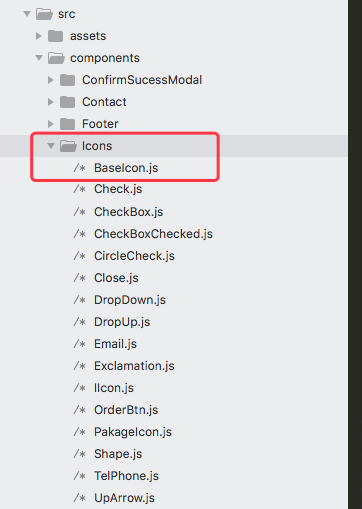 src
assets
components
ConfirmSucessModal
Contact
Footer
Icons
/* BaseIcon.js
/* Check.js
/* CheckBox.js
/* CheckBoxChecked.js
/* CircleCheck.js
/* Close.js
/* DropDown.js
/* DropUp.js
/* Email.js
/* Exclamation.js
/* IIcon.js
/* OrderBtn.js
/* PakageIcon.js
/* Shape.js
/* TelPhone.js
/* UpArrow.js